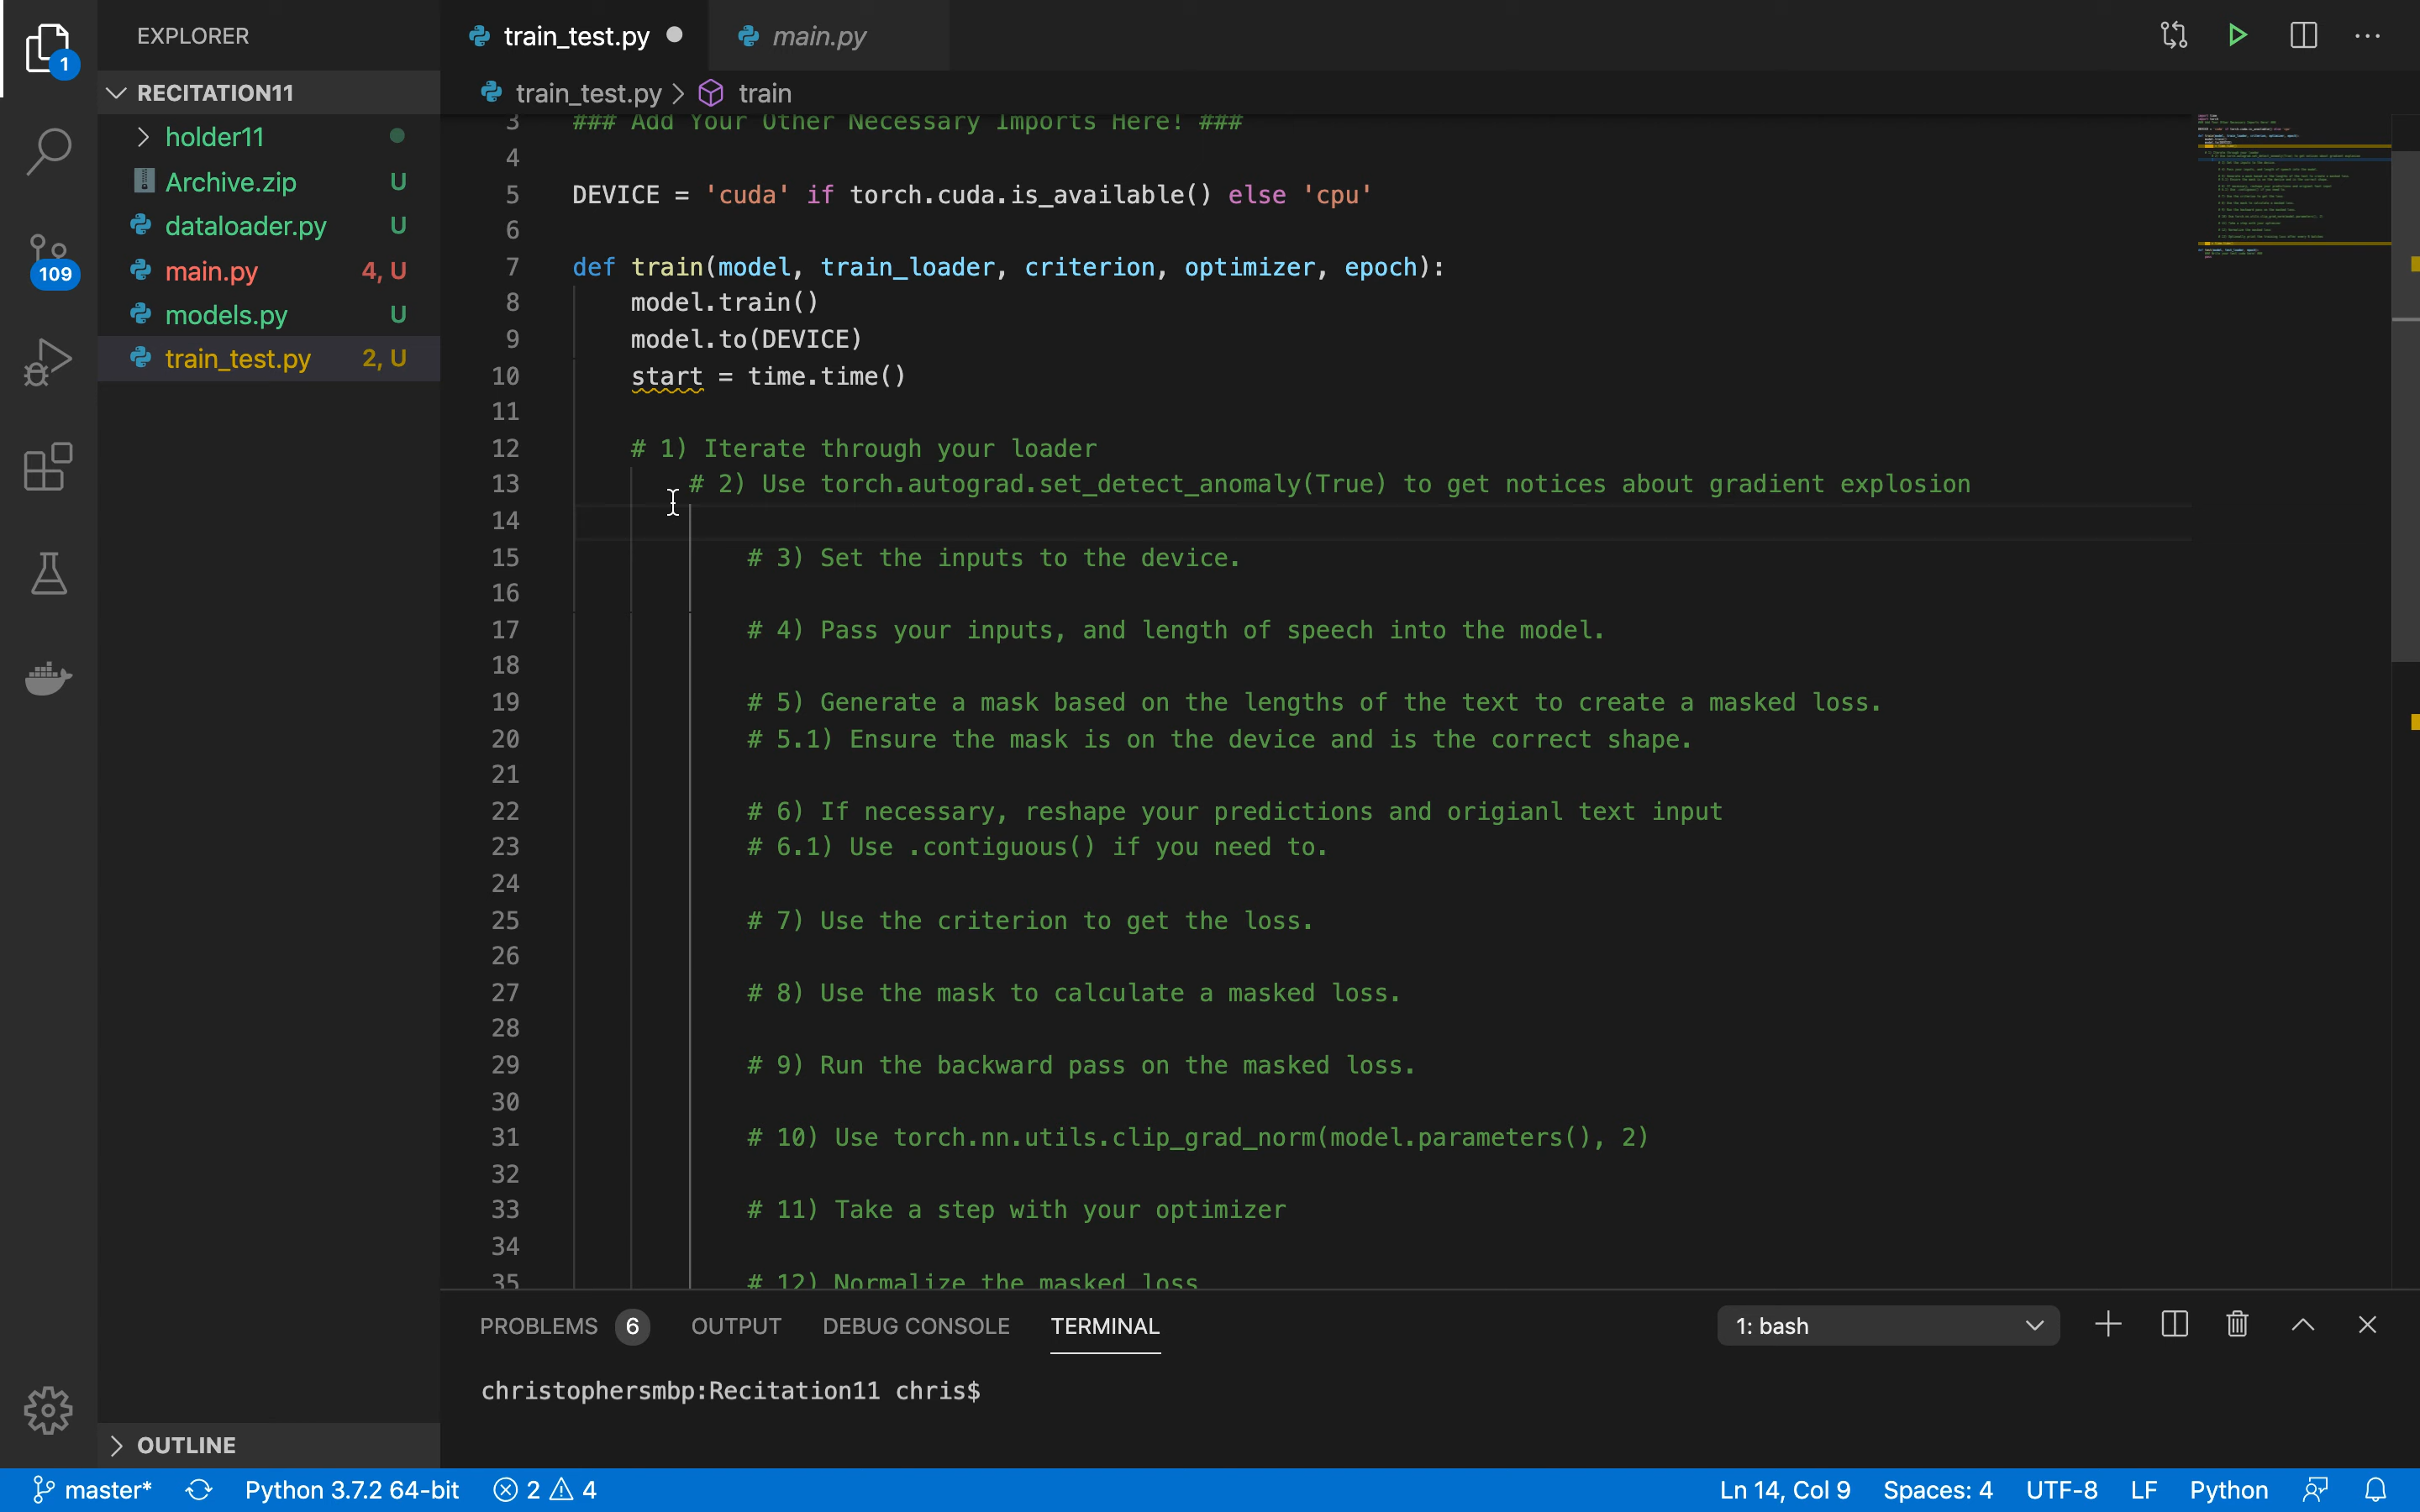 EXPLORER
train_test.py
main.py
1
RECITATION11
train_test.py > train
holder11
Archive.zip U
dataloader.py U
main.py 4, U
models.py U
train_test.py 2, U
109
3 ### Add Your Other Necessary Imports Here! ###
4
5 DEVICE = 'cuda' if torch.cuda.is_available() else 'cpu'
6
7 def train(model, train_loader, criterion, optimizer, epoch):
8 model.train()
9 model.to(DEVICE)
10 start = time.time()
11
12 # 1) Iterate through your loader
13 # 2) Use torch.autograd.set_detect_anomaly(True) to get notices about gradient explosion
14
15 # 3) Set the inputs to the device.
16
17 # 4) Pass your inputs, and length of speech into the model.
18
19 # 5) Generate a mask based on the lengths of the text to create a masked loss.
20 # 5.1) Ensure the mask is on the device and is the correct shape.
21
22 # 6) If necessary, reshape your predictions and origianl text input
23 # 6.1) Use .contiguous() if you need to.
24
25 # 7) Use the criterion to get the loss.
26
27 # 8) Use the mask to calculate a masked loss.
28
29 # 9) Run the backward pass on the masked loss.
30
31 # 10) Use torch.nn.utils.clip_grad_norm(model.parameters(), 2)
32
33 # 11) Take a step with your optimizer
34
35 # 12) Normalize the masked loss
PROBLEMS 6 OUTPUT DEBUG CONSOLE TERMINAL 1: bash
christophersmbp:Recitation11 chris$
OUTLINE
master* Python 3.7.2 64-bit 2 4 Ln 14, Col 9 Spaces: 4 UTF-8 LF Python